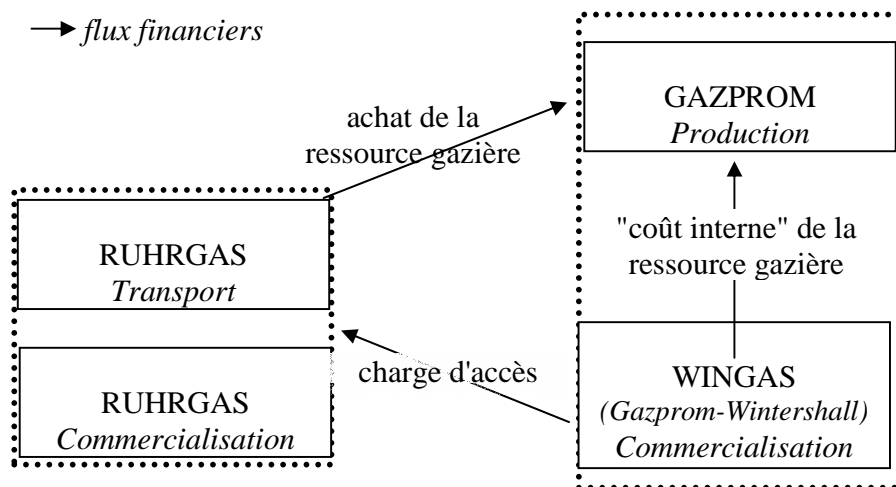 flux financiers
GAZPROM
Production
achat de la
ressource gazière
"coût interne" de la
ressource gazière
RUHRGAS
Transport
charge d'accès
RUHRGAS
Commercialisation
WINGAS
(Gazprom-Wintershall)
Commercialisation